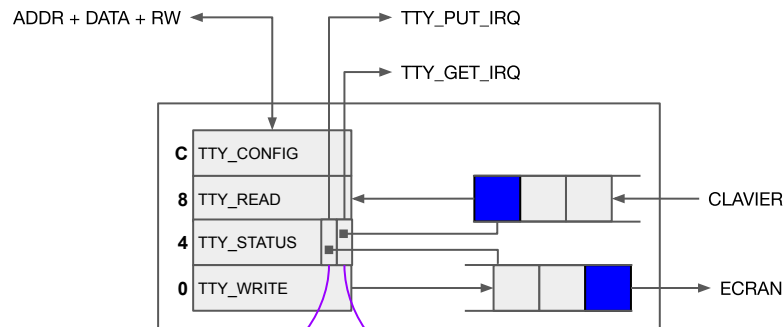 ADDR + DATA + RW
TTY_PUT_IRQ
TTY_GET_IRQ
C TTY_CONFIG
8 TTY_READ
CLAVIER
4 TTY_STATUS
0 TTY_WRITE
ECRAN